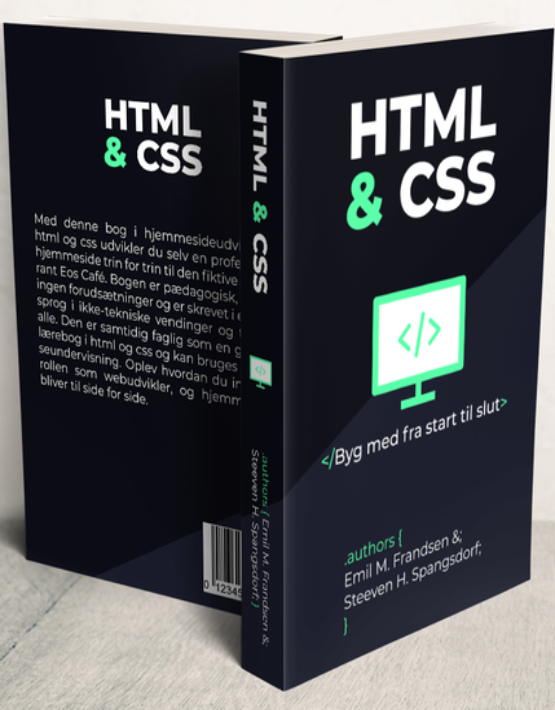 HTML
& CSS
Med denne bog i hjemmesideudvi
html og css udvikler du selv en profe
hjemmeside trin for trin til den fiktive
rant Eos Café. Bogen er pædagogisk,
ingen forudsætninger og er skrevet i e
sprog i ikke-tekniske vendinger og
alle. Den er samtidig faglig som en g
lærebog i html og css og kan bruges
seundervisning. Oplev hvordan du in
rollen som webudvikler, og hjemm
bliver til side for side.
0 12345
HTML & CSS
</>
.authors { Emil M. Frandsen &;
Steeven H. Spangsdorf; }
HTML
& CSS
</>
</Byg med fra start til slut>
.authors {
Emil M. Frandsen &;
Steeven H. Spangsdorf;
}